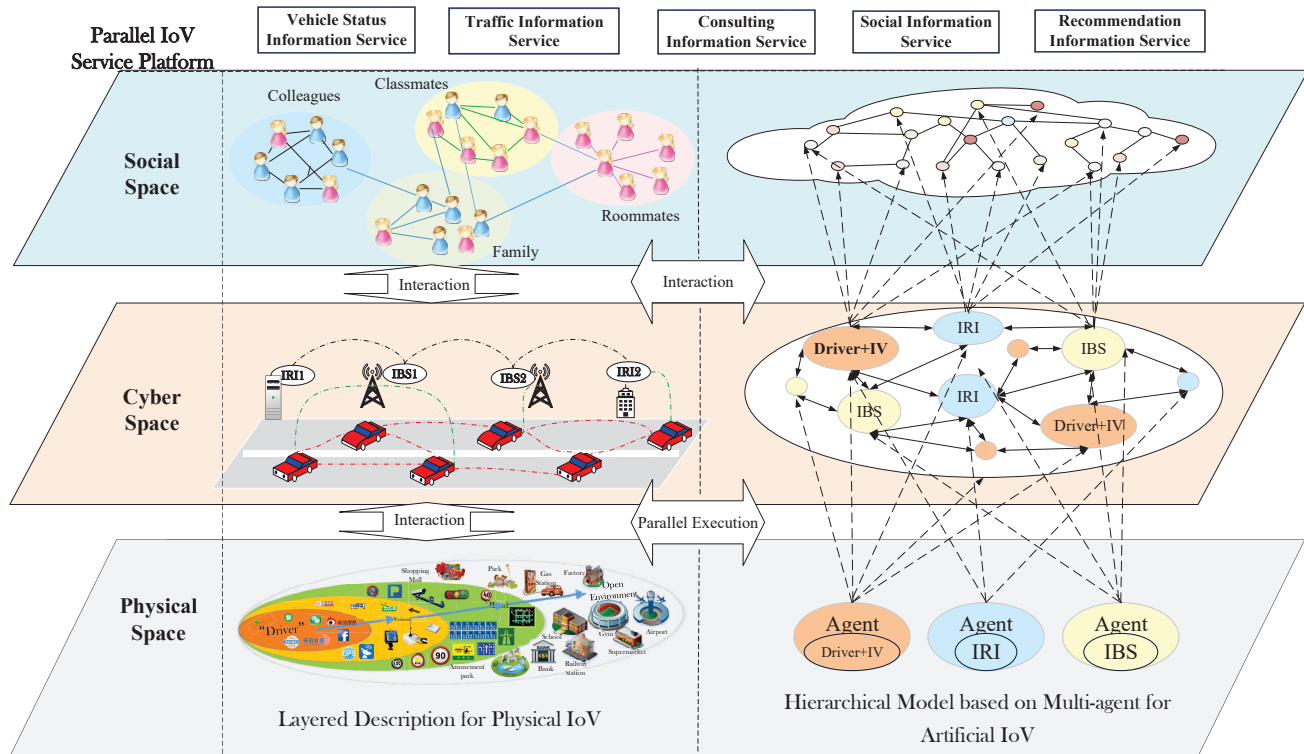 Parallel IoV
Service Platform
Vehicle Status
Information Service
Traffic Information
Service
Consulting
Information Service
Social Information
Service
Recommendation
Information Service
Social
Space
Colleagues
Classmates
Roommates
Family
Interaction
Interaction
Cyber
Space
IRI1
IBS1
IBS2
IRI2
Driver+IV
IRI
IBS
IBS
IRI
Driver+IV
Interaction
Parallel Execution
Physical
Space
"Driver"
Shopping
Mall
Park
Gas
Station
Factory
Open
Environment
School
Gym
Airport
Supermarket
Bank
Railway
station
Amusement
park
90
Agent
Driver+IV
Agent
IRI
Agent
IBS
Layered Description for Physical IoV
Hierarchical Model based on Multi-agent for
Artificial IoV